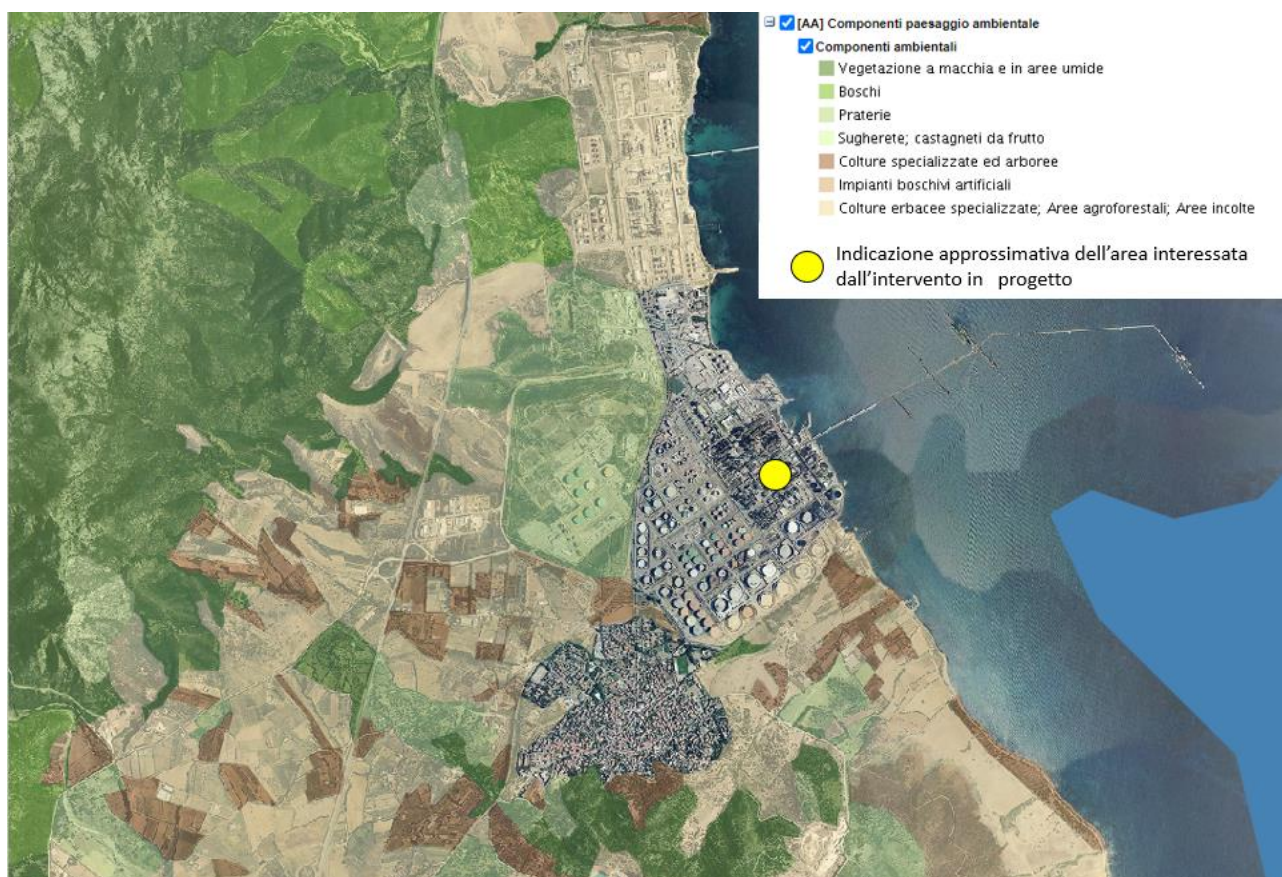 [AA] Componenti paesaggio ambientale
Componenti ambientali
Vegetazione a macchia e in aree umide
Boschi
Praterie
Sugherete; castagneti da frutto
Colture specializzate ed arboree
Impianti boschivi artificiali
Colture erbacee specializzate; Aree agroforestali; Aree incolte
Indicazione approssimativa dell'area interessata
dall'intervento in progetto